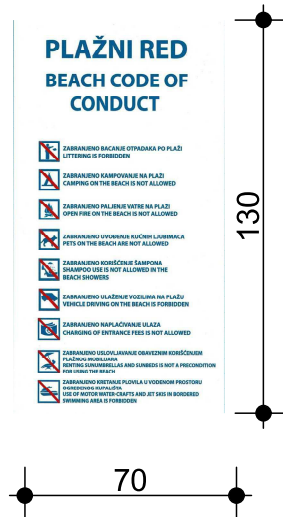 PLAŽNI RED
BEACH CODE OF
CONDUCT
ZABRANJENO BACANJE OTPADAKA PO PLAŽI
LITTERING IS FORBIDDEN
ZABRANJENO KAMPOVANJE NA PLAŽI
CAMPING ON THE BEACH IS NOT ALLOWED
ZABRANJENO PALJENJE VATRE NA PLAŽI
OPEN FIRE ON THE BEACH IS NOT ALLOWED
ZABRANJENO UVOĐENJE KUĆNIH LJUBIMACA
PETS ON THE BEACH ARE NOT ALLOWED
ZABRANJENO KORIŠĆENJE ŠAMPONA
SHAMPOO USE IS NOT ALLOWED IN THE
BEACH SHOWERS
ZABRANJENO ULAŽENJE VOZILIMA NA PLAŽU
VEHICLE DRIVING ON THE BEACH IS FORBIDDEN
ZABRANJENO NAPLAĆIVANJE ULAZA
CHARGING OF ENTRANCE FEES IS NOT ALLOWED
ZABRANJENO USLOVLJAVANJE OBAVEZNIM KORIŠĆENJEM
PLAŽNOG MOBILIJARA
RENTING SUNUMBRELLAS AND SUNBEDS IS NOT A PRECONDITION
FOR USING THE BEACH
ZABRANJENO KRETANJE PLOVILA U VODENOM PROSTORU
OGRAĐENOG KUPALIŠTA
USE OF MOTOR WATER-CRAFTS AND JET SKIS IN BORDERED
SWIMMING AREA IS FORBIDDEN
130
70